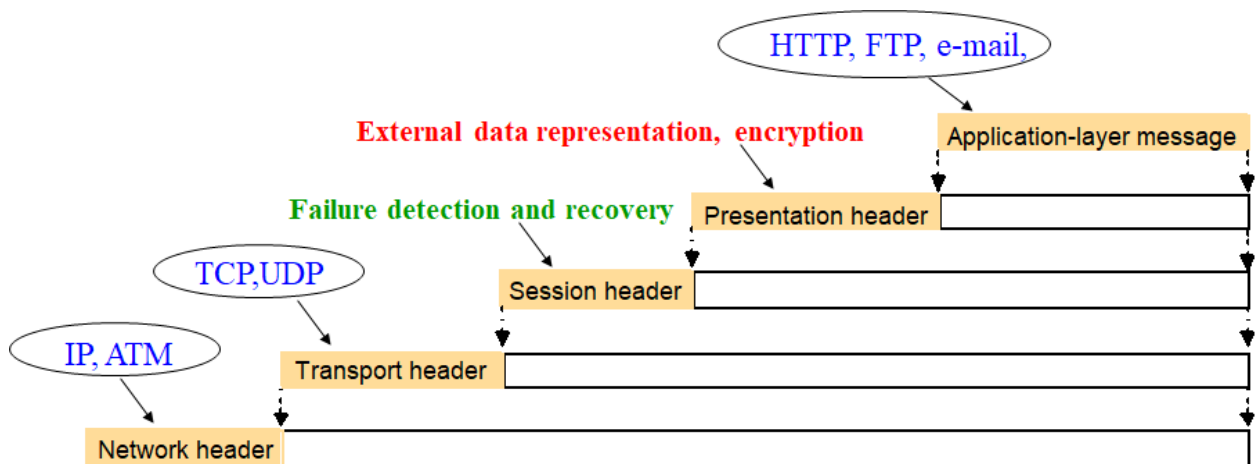 HTTP, FTP, e-mail,
External data representation, encryption
Application-layer message
Failure detection and recovery
Presentation header
TCP,UDP
Session header
IP, ATM
Transport header
Network header